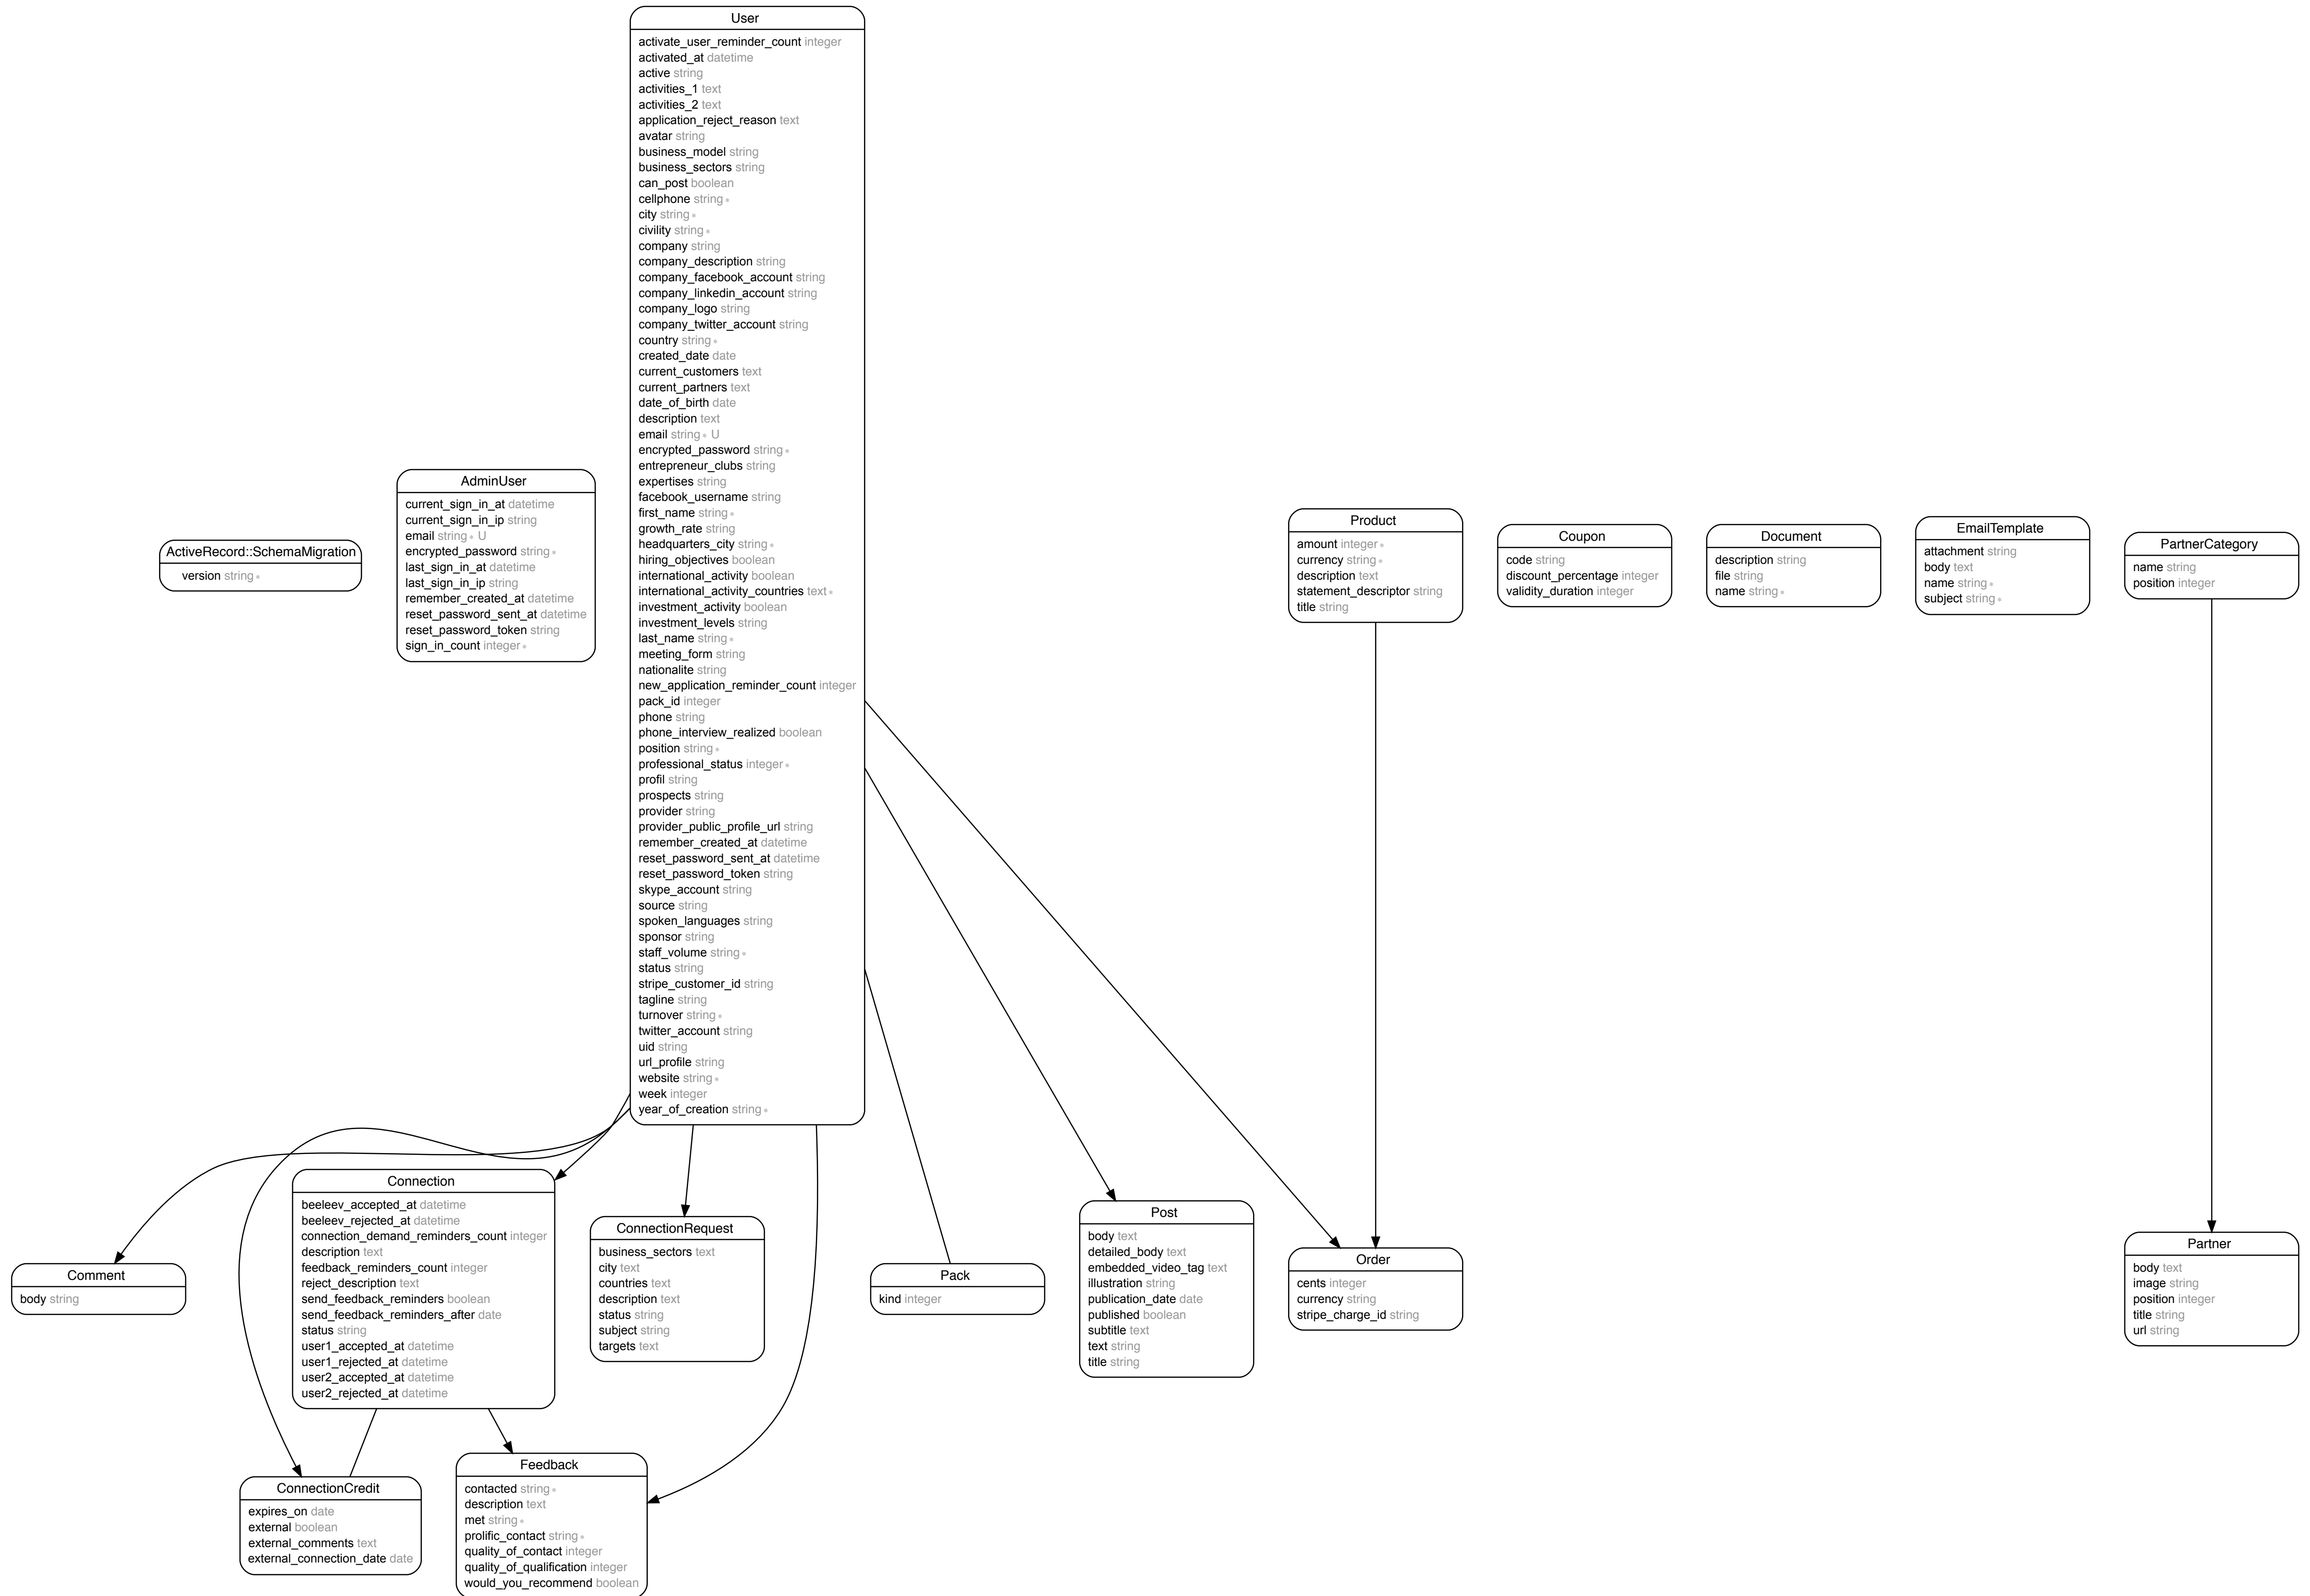 User
activate_user_reminder_count integer
activated_at datetime
active string
activities_1 text
activities_2 text
application_reject_reason text
avatar string
business_model string
business_sectors string
can_post boolean
cellphone string ∗
city string ∗
civility string ∗
company string
company_description string
company_facebook_account string
company_linkedin_account string
company_logo string
company_twitter_account string
country string ∗
created_date date
current_customers text
current_partners text
date_of_birth date
description text
email string ∗ U
encrypted_password string ∗
entrepreneur_clubs string
expertises string
facebook_username string
first_name string ∗
growth_rate string
headquarters_city string ∗
hiring_objectives boolean
international_activity boolean
international_activity_countries text ∗
investment_activity boolean
investment_levels string
last_name string ∗
meeting_form string
nationalite string
new_application_reminder_count integer
pack_id integer
phone string
phone_interview_realized boolean
position string ∗
professional_status integer ∗
profil string
prospects string
provider string
provider_public_profile_url string
remember_created_at datetime
reset_password_sent_at datetime
reset_password_token string
skype_account string
source string
spoken_languages string
sponsor string
staff_volume string ∗
status string
stripe_customer_id string
tagline string
turnover string ∗
twitter_account string
uid string
url_profile string
website string ∗
week integer
year_of_creation string ∗
ActiveRecord::SchemaMigration
version string ∗
AdminUser
current_sign_in_at datetime
current_sign_in_ip string
email string ∗ U
encrypted_password string ∗
last_sign_in_at datetime
last_sign_in_ip string
remember_created_at datetime
reset_password_sent_at datetime
reset_password_token string
sign_in_count integer ∗
Product
amount integer ∗
currency string ∗
description text
statement_descriptor string
title string
Coupon
code string
discount_percentage integer
validity_duration integer
Document
description string
file string
name string ∗
EmailTemplate
attachment string
body text
name string ∗
subject string ∗
PartnerCategory
name string
position integer
Comment
body string
Connection
beeleev_accepted_at datetime
beeleev_rejected_at datetime
connection_demand_reminders_count integer
description text
feedback_reminders_count integer
reject_description text
send_feedback_reminders boolean
send_feedback_reminders_after date
status string
user1_accepted_at datetime
user1_rejected_at datetime
user2_accepted_at datetime
user2_rejected_at datetime
ConnectionRequest
business_sectors text
city text
countries text
description text
status string
subject string
targets text
Pack
kind integer
Post
body text
detailed_body text
embedded_video_tag text
illustration string
publication_date date
published boolean
subtitle text
text string
title string
Order
cents integer
currency string
stripe_charge_id string
Partner
body text
image string
position integer
title string
url string
ConnectionCredit
expires_on date
external boolean
external_comments text
external_connection_date date
Feedback
contacted string ∗
description text
met string ∗
prolific_contact string ∗
quality_of_contact integer
quality_of_qualification integer
would_you_recommend boolean